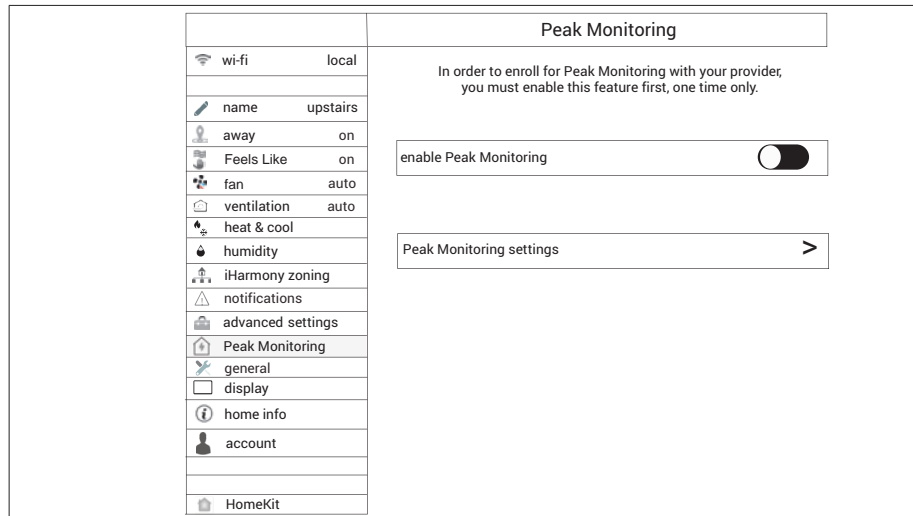 Peak Monitoring
wi-fi local
name upstairs
away on
Feels Like on
fan auto
ventilation auto
heat & cool
humidity
iHarmony zoning
notifications
advanced settings
Peak Monitoring
general
display
home info
account
HomeKit
In order to enroll for Peak Monitoring with your provider,
you must enable this feature first, one time only.
enable Peak Monitoring
Peak Monitoring settings >